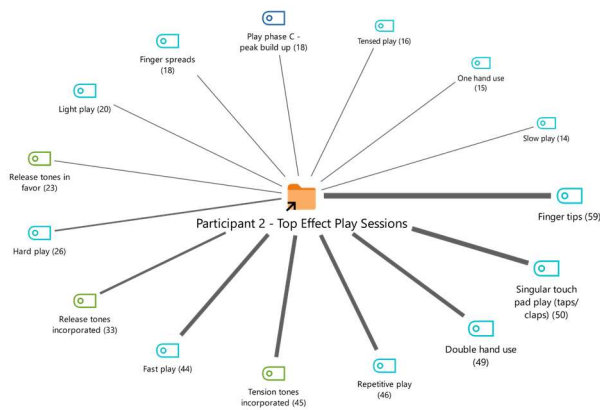 Play phase C -
peak build up (18)
Tensed play (16)
Finger spreads
(18)
One hand use
(15)
Light play (20)
Slow play (14)
Release tones in
favor (23)
Finger tips (59)
Participant 2 - Top Effect Play Sessions
Hard play (26)
Singular touch
pad play (taps/
claps) (50)
Release tones
incorporated (33)
Double hand use
(49)
Fast play (44)
Repetitive play
(46)
Tension tones
incorporated (45)